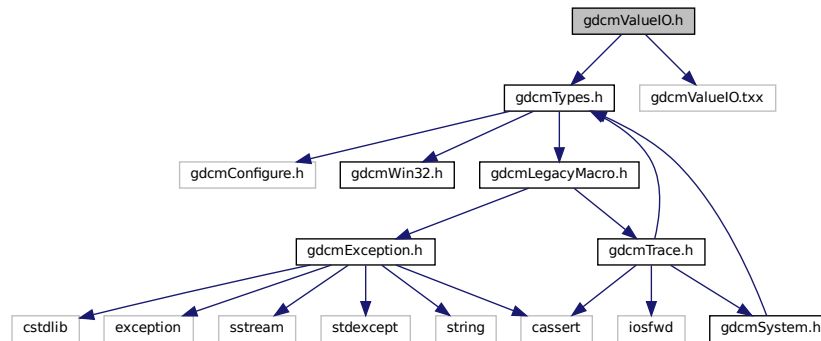 gdcmValueIO.h
gdcmTypes.h
gdcmValueIO.txx
gdcmConfigure.h
gdcmWin32.h
gdcmLegacyMacro.h
gdcmException.h
gdcmTrace.h
cstdlib
exception
sstream
stdexcept
string
cassert
iosfwd
gdcmSystem.h